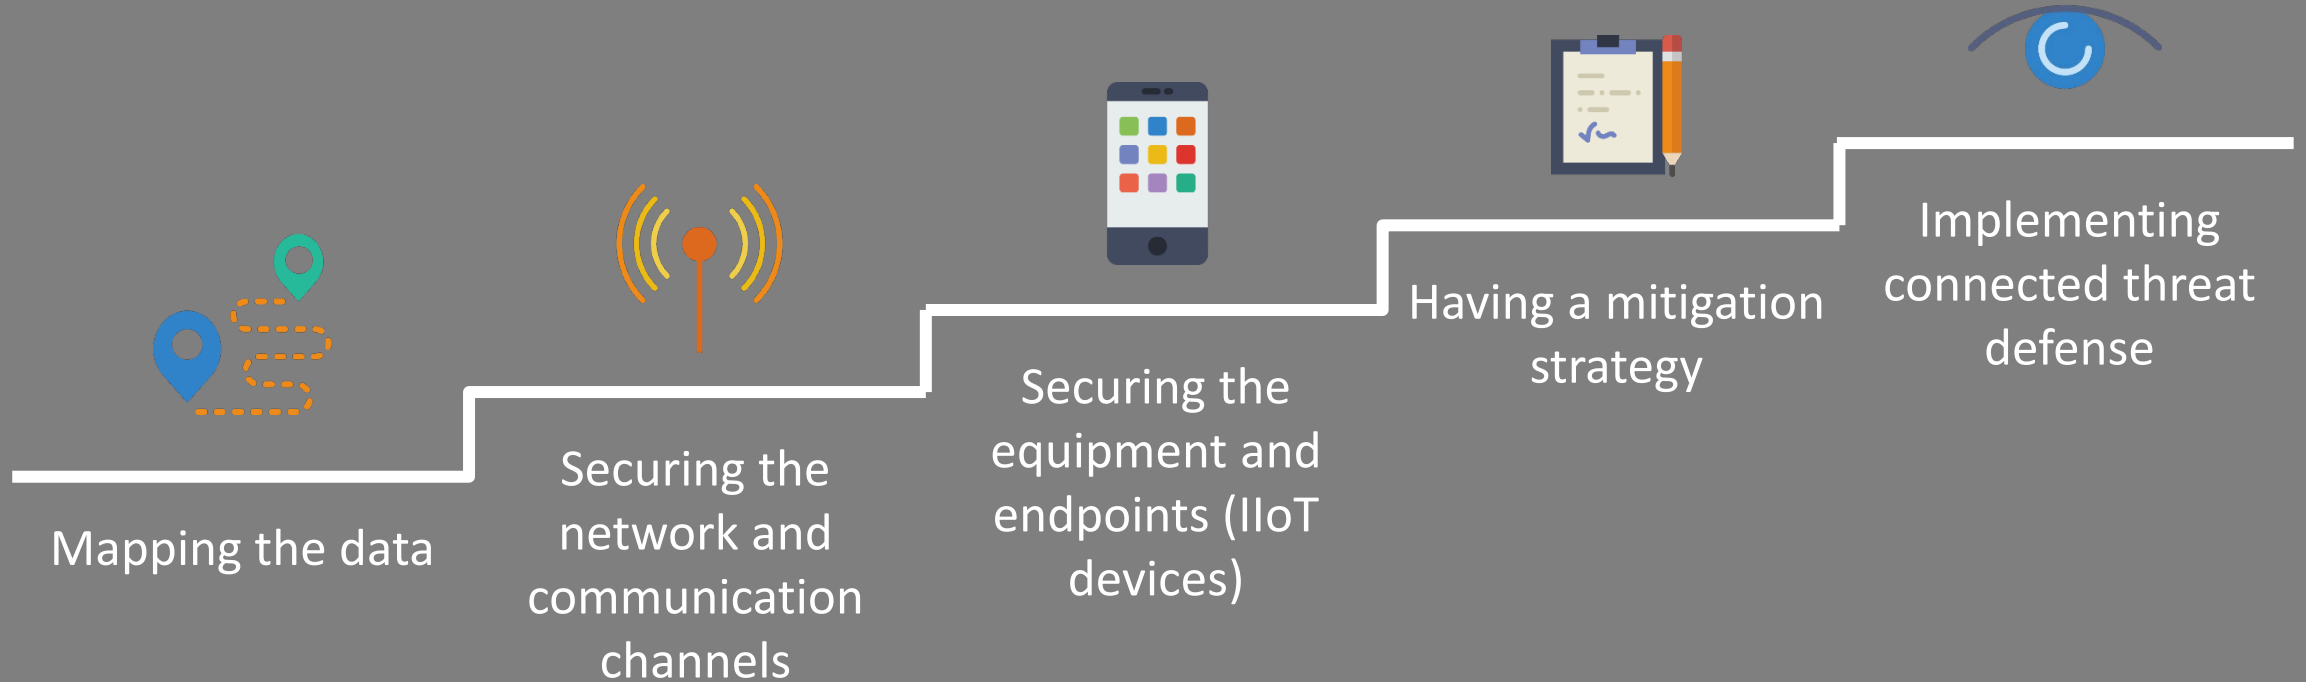 Mapping the data
Securing the
network and
communication
channels
Securing the
equipment and
endpoints (IIoT
devices)
Having a mitigation
strategy
Implementing
connected threat
defense